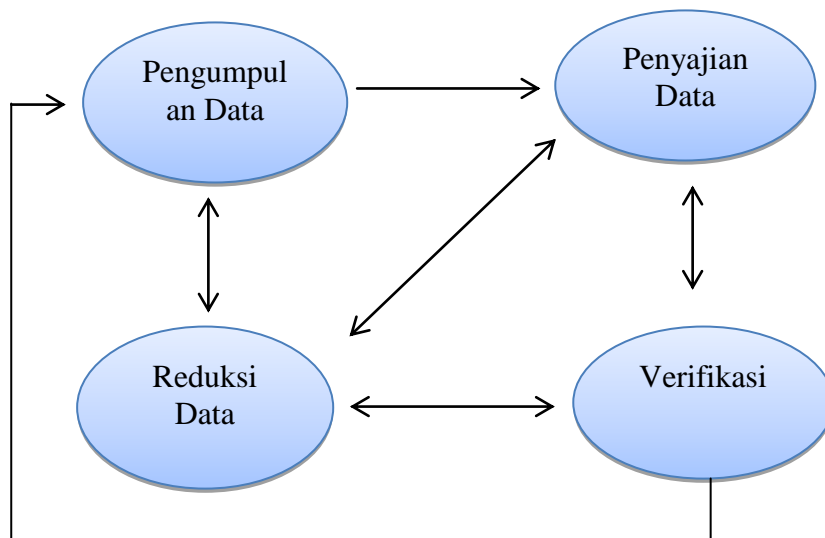 Pengumpul
an Data
Penyajian
Data
Reduksi
Data
Verifikasi